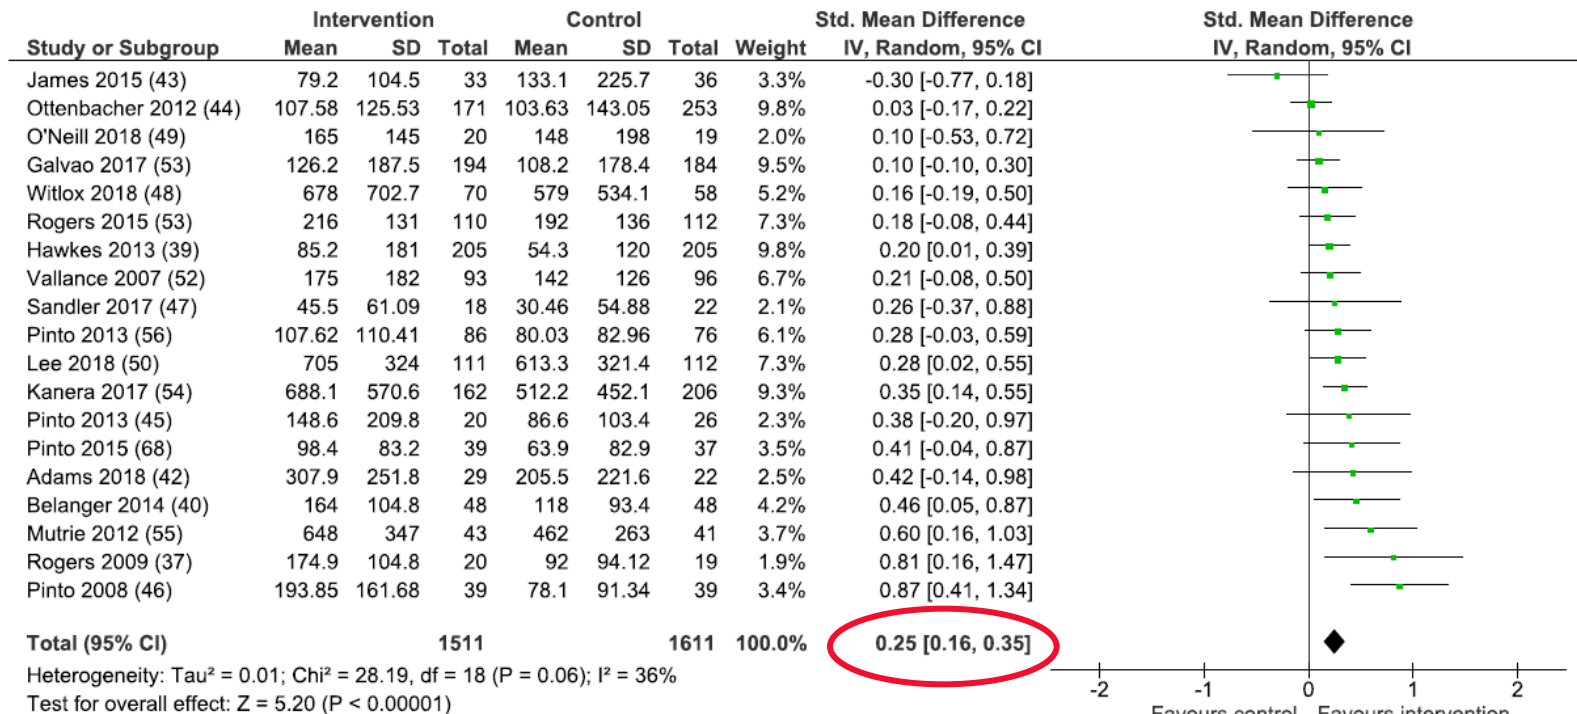 Intervention Control Std. Mean Difference Std. Mean Difference
Study or Subgroup Mean SD Total Mean SD Total Weight IV, Random, 95% CI IV, Random, 95% CI
James 2015 (43) 79.2 104.5 33 133.1 225.7 36 3.3% -0.30 [-0.77, 0.18]
Ottenbacher 2012 (44) 107.58 125.53 171 103.63 143.05 253 9.8% 0.03 [-0.17, 0.22]
O'Neill 2018 (49) 165 145 20 148 198 19 2.0% 0.10 [-0.53, 0.72]
Galvao 2017 (53) 126.2 187.5 194 108.2 178.4 184 9.5% 0.10 [-0.10, 0.30]
Witlox 2018 (48) 678 702.7 70 579 534.1 58 5.2% 0.16 [-0.19, 0.50]
Rogers 2015 (53) 216 131 110 192 136 112 7.3% 0.18 [-0.08, 0.44]
Hawkes 2013 (39) 85.2 181 205 54.3 120 205 9.8% 0.20 [0.01, 0.39]
Vallance 2007 (52) 175 182 93 142 126 96 6.7% 0.21 [-0.08, 0.50]
Sandler 2017 (47) 45.5 61.09 18 30.46 54.88 22 2.1% 0.26 [-0.37, 0.88]
Pinto 2013 (56) 107.62 110.41 86 80.03 82.96 76 6.1% 0.28 [-0.03, 0.59]
Lee 2018 (50) 705 324 111 613.3 321.4 112 7.3% 0.28 [0.02, 0.55]
Kanera 2017 (54) 688.1 570.6 162 512.2 452.1 206 9.3% 0.35 [0.14, 0.55]
Pinto 2013 (45) 148.6 209.8 20 86.6 103.4 26 2.3% 0.38 [-0.20, 0.97]
Pinto 2015 (68) 98.4 83.2 39 63.9 82.9 37 3.5% 0.41 [-0.04, 0.87]
Adams 2018 (42) 307.9 251.8 29 205.5 221.6 22 2.5% 0.42 [-0.14, 0.98]
Belanger 2014 (40) 164 104.8 48 118 93.4 48 4.2% 0.46 [0.05, 0.87]
Mutrie 2012 (55) 648 347 43 462 263 41 3.7% 0.60 [0.16, 1.03]
Rogers 2009 (37) 174.9 104.8 20 92 94.12 19 1.9% 0.81 [0.16, 1.47]
Pinto 2008 (46) 193.85 161.68 39 78.1 91.34 39 3.4% 0.87 [0.41, 1.34]
Total (95% CI) 1511 1611 100.0% 0.25 [0.16, 0.35]
Heterogeneity: Tau² = 0.01; Chi² = 28.19, df = 18 (P = 0.06); I² = 36%
Test for overall effect: Z = 5.20 (P < 0.00001)
-2 -1 0 1 2
Favours control Favours intervention